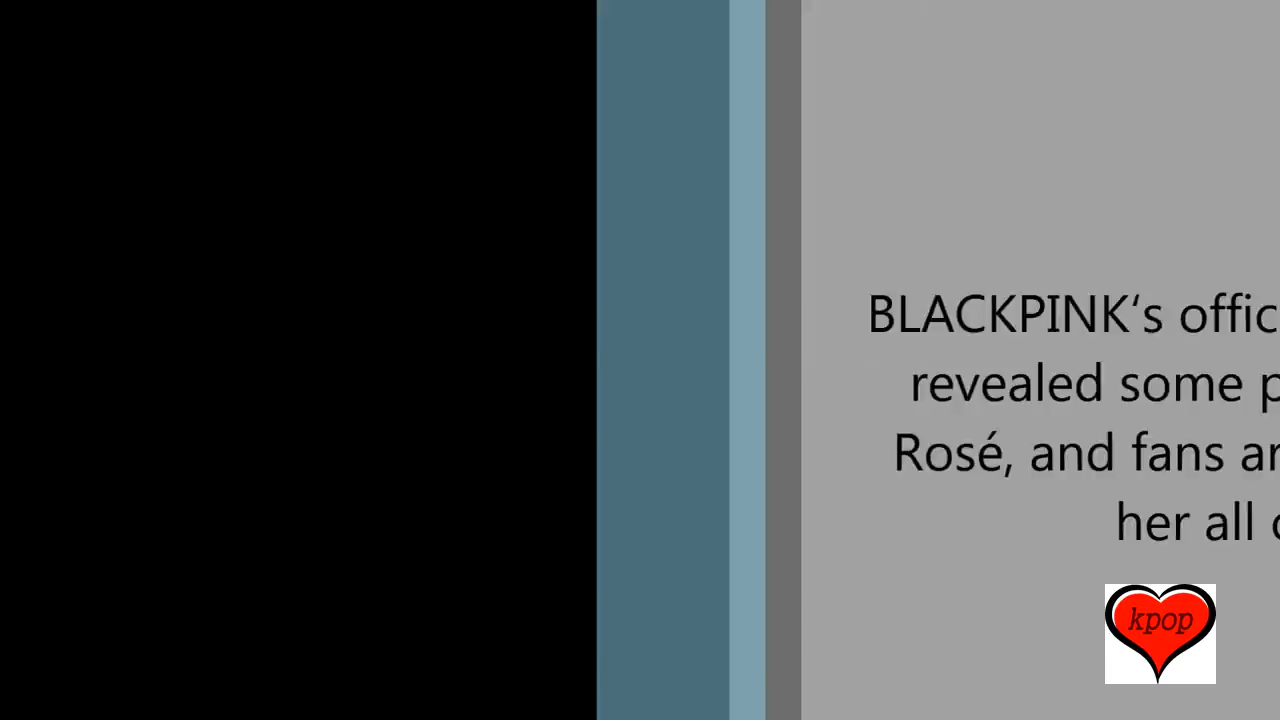 BLACKPINK‘s offic
revealed some p
Rosé, and fans ar
her all
kpop